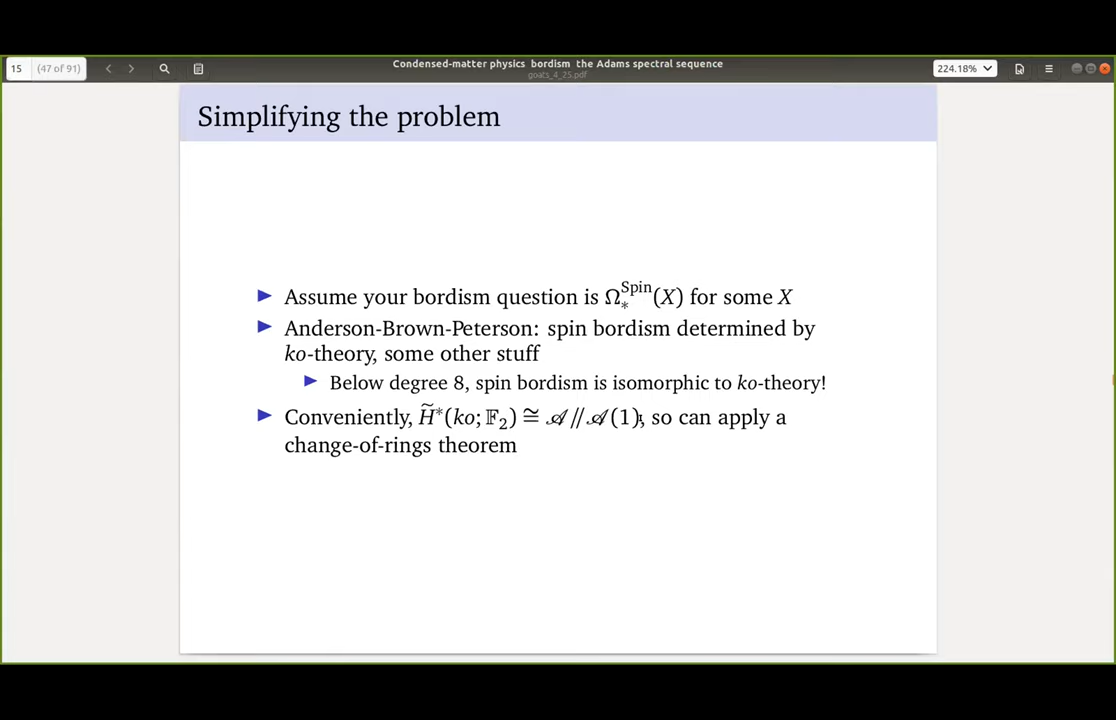 15 (47 of 91)
Condensed-matter physics bordism the Adams spectral sequence
goats_4_25.pdf
224.18%
Simplifying the problem
▶ Assume your bordism question is Ω^Spin_*(X) for some X
▶ Anderson-Brown-Peterson: spin bordism determined by
ko-theory, some other stuff
▶ Below degree 8, spin bordism is isomorphic to ko-theory!
▶ Conveniently, H̃*(ko; 𝔽₂) ≅ 𝒜//𝒜(1), so can apply a
change-of-rings theorem